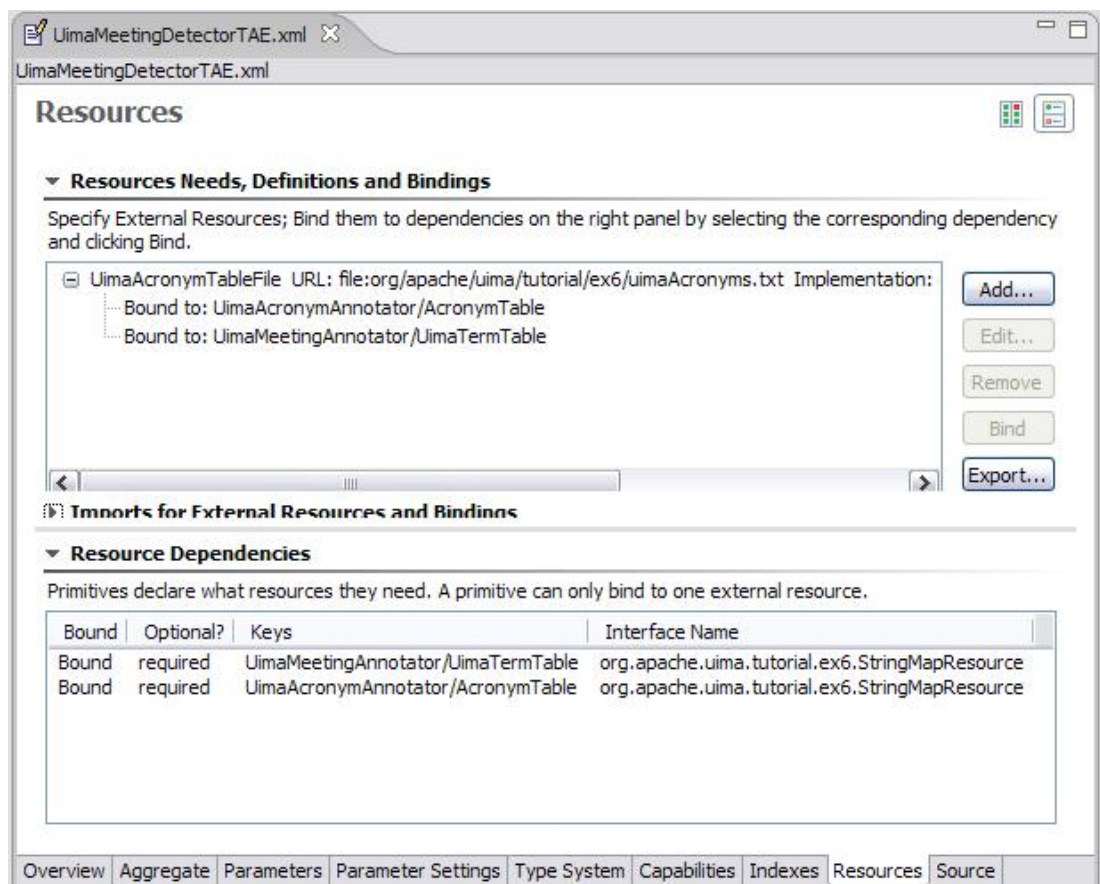 UimaMeetingDetectorTAE.xml
UimaMeetingDetectorTAE.xml
Resources
Resources Needs, Definitions and Bindings
Specify External Resources; Bind them to dependencies on the right panel by selecting the corresponding dependency
and clicking Bind.
UimaAcronymTableFile URL: file:org/apache/uima/tutorial/ex6/uimaAcronyms.txt Implementation:
Bound to: UimaAcronymAnnotator/AcronymTable
Bound to: UimaMeetingAnnotator/UimaTermTable
Add...
Edit...
Remove
Bind
Export...
Imports for External Resources and Bindings
Resource Dependencies
Primitives declare what resources they need. A primitive can only bind to one external resource.
Bound Optional? Keys Interface Name
Bound required UimaMeetingAnnotator/UimaTermTable org.apache.uima.tutorial.ex6.StringMapResource
Bound required UimaAcronymAnnotator/AcronymTable org.apache.uima.tutorial.ex6.StringMapResource
Overview Aggregate Parameters Parameter Settings Type System Capabilities Indexes Resources Source